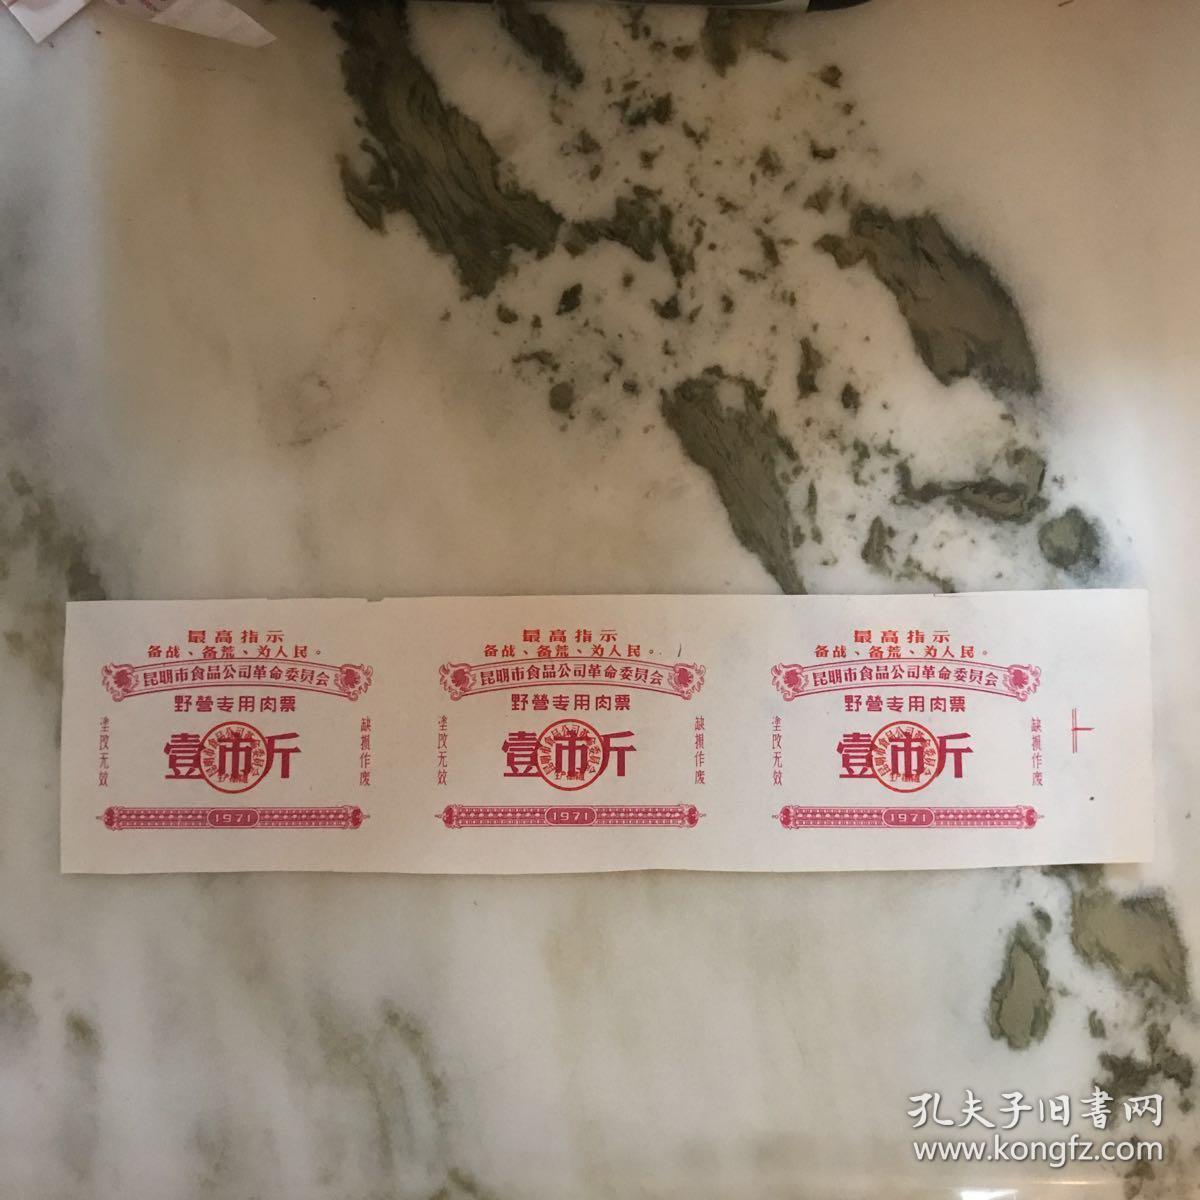 最高指示
备战、备荒、为人民。
昆明市食品公司革命委员会
野营专用肉票
涂改无效
壹市斤
缺损作废
1971
最高指示
备战、备荒、为人民。
昆明市食品公司革命委员会
野营专用肉票
涂改无效
壹市斤
缺损作废
1971
最高指示
备战、备荒、为人民。
昆明市食品公司革命委员会
野营专用肉票
涂改无效
壹市斤
缺损作废
1971
孔夫子旧書网
www.kongfz.com